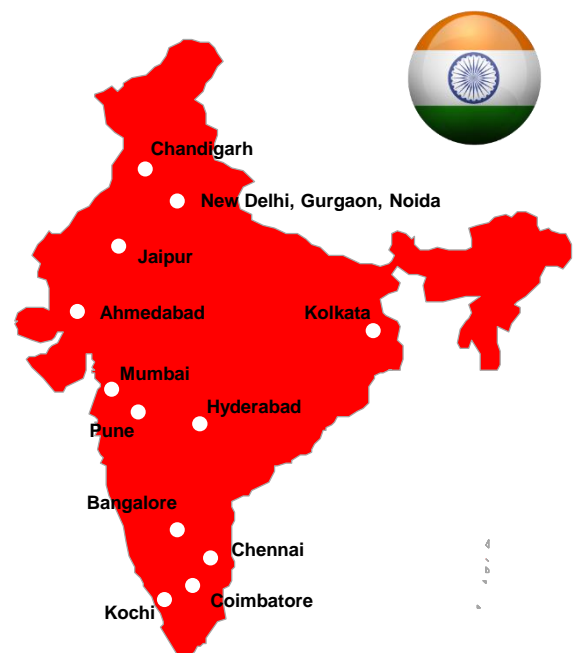 Chandigarh
New Delhi, Gurgaon, Noida
Jaipur
Ahmedabad
Kolkata
Mumbai
Hyderabad
Pune
Bangalore
Chennai
Coimbatore
Kochi